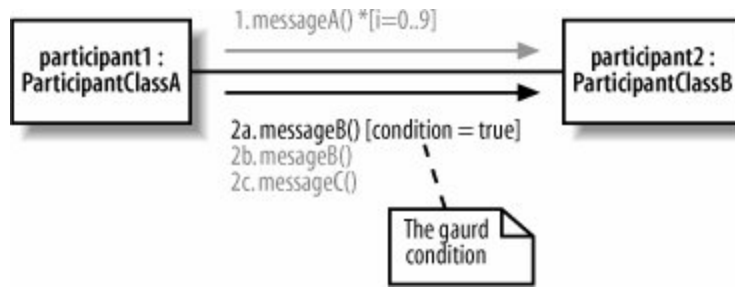 1. messageA() *[i=0..9]
participant1 :
ParticipantClassA
participant2 :
ParticipantClassB
2a. messageB() [condition = true]
2b. mesageB()
2c. messageC()
The gaurd
condition